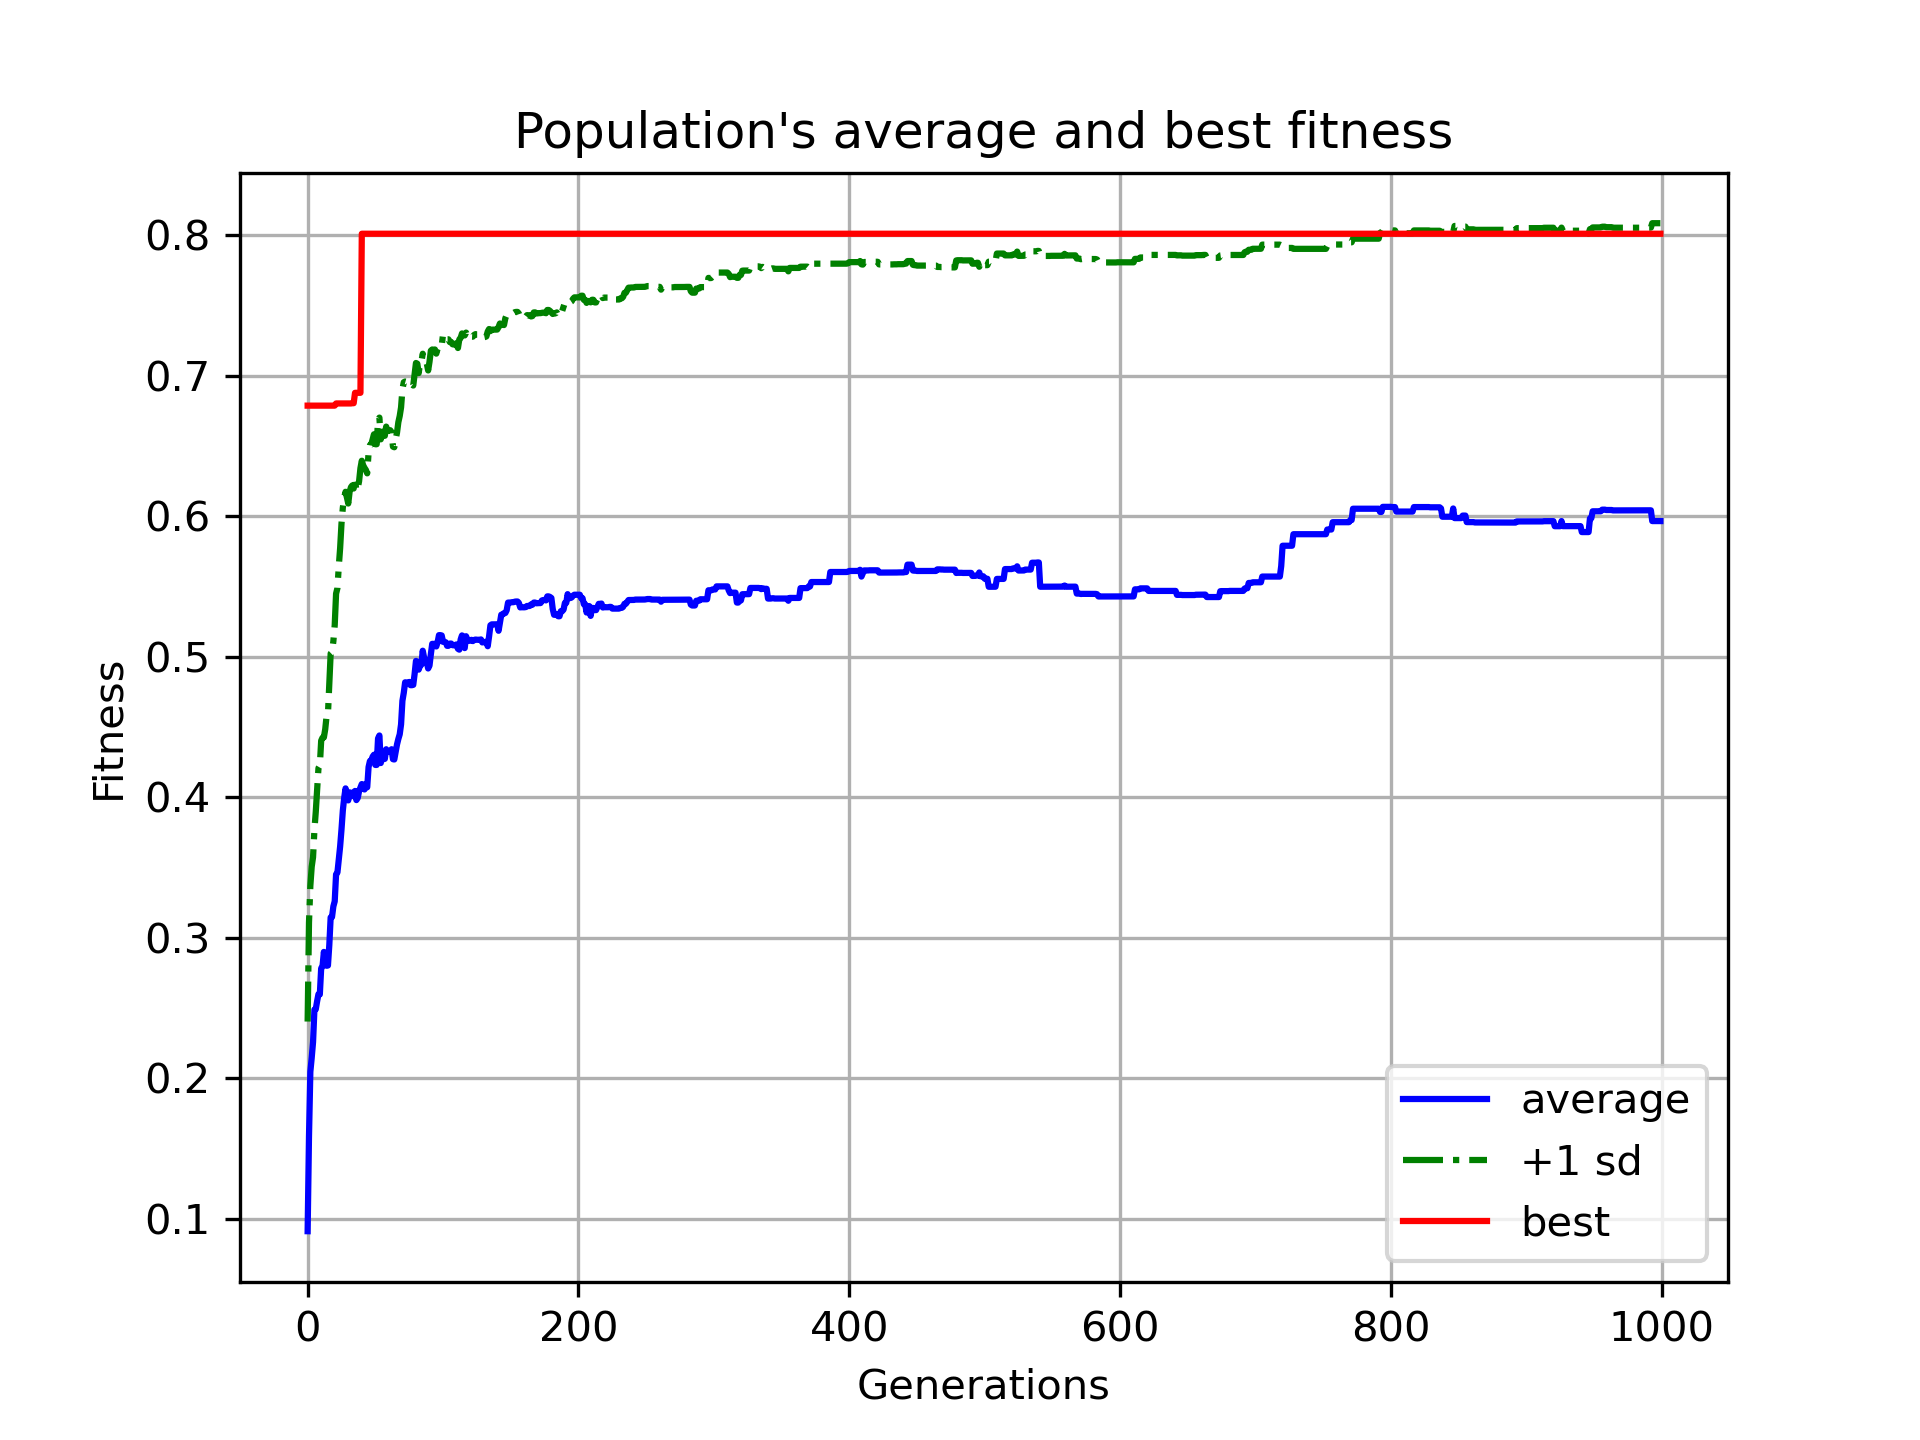 Population's average and best fitness
Fitness
0.8
0.7
0.6
0.5
0.4
0.3
0.2
0.1
0 200 400 600 800 1000
Generations
average
+1 sd
best